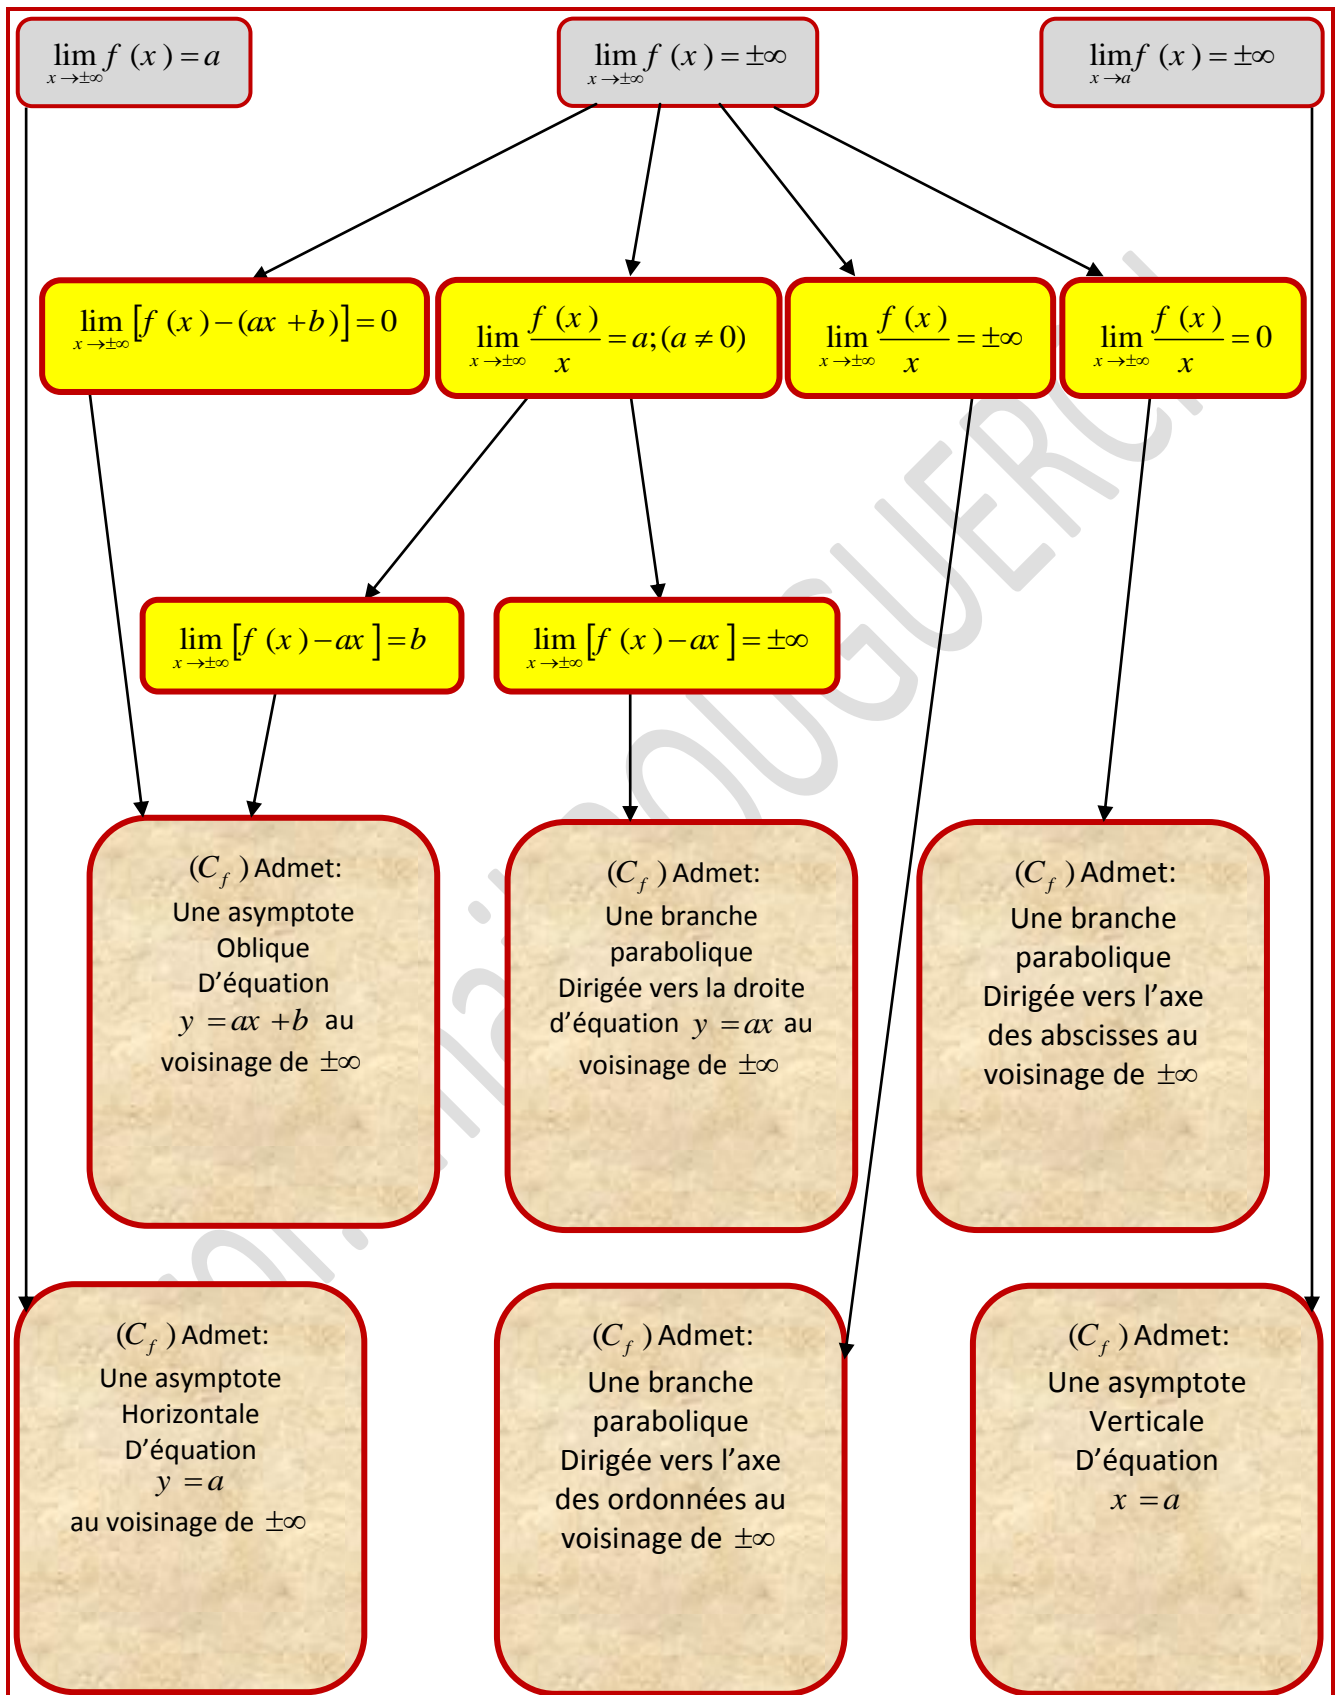 lim_{x→±∞} f(x) = a
lim_{x→±∞} f(x) = ±∞
lim_{x→a} f(x) = ±∞
lim_{x→±∞} [f(x) − (ax + b)] = 0
lim_{x→±∞} f(x)/x = a; (a ≠ 0)
lim_{x→±∞} f(x)/x = ±∞
lim_{x→±∞} f(x)/x = 0
lim_{x→±∞} [f(x) − ax] = b
lim_{x→±∞} [f(x) − ax] = ±∞
(C_f) Admet:
Une asymptote
Oblique
D’équation
y = ax + b au
voisinage de ±∞
(C_f) Admet:
Une branche
parabolique
Dirigée vers la droite
d’équation y = ax au
voisinage de ±∞
(C_f) Admet:
Une branche
parabolique
Dirigée vers l’axe
des abscisses au
voisinage de ±∞
(C_f) Admet:
Une asymptote
Horizontale
D’équation
y = a
au voisinage de ±∞
(C_f) Admet:
Une branche
parabolique
Dirigée vers l’axe
des ordonnées au
voisinage de ±∞
(C_f) Admet:
Une asymptote
Verticale
D’équation
x = a